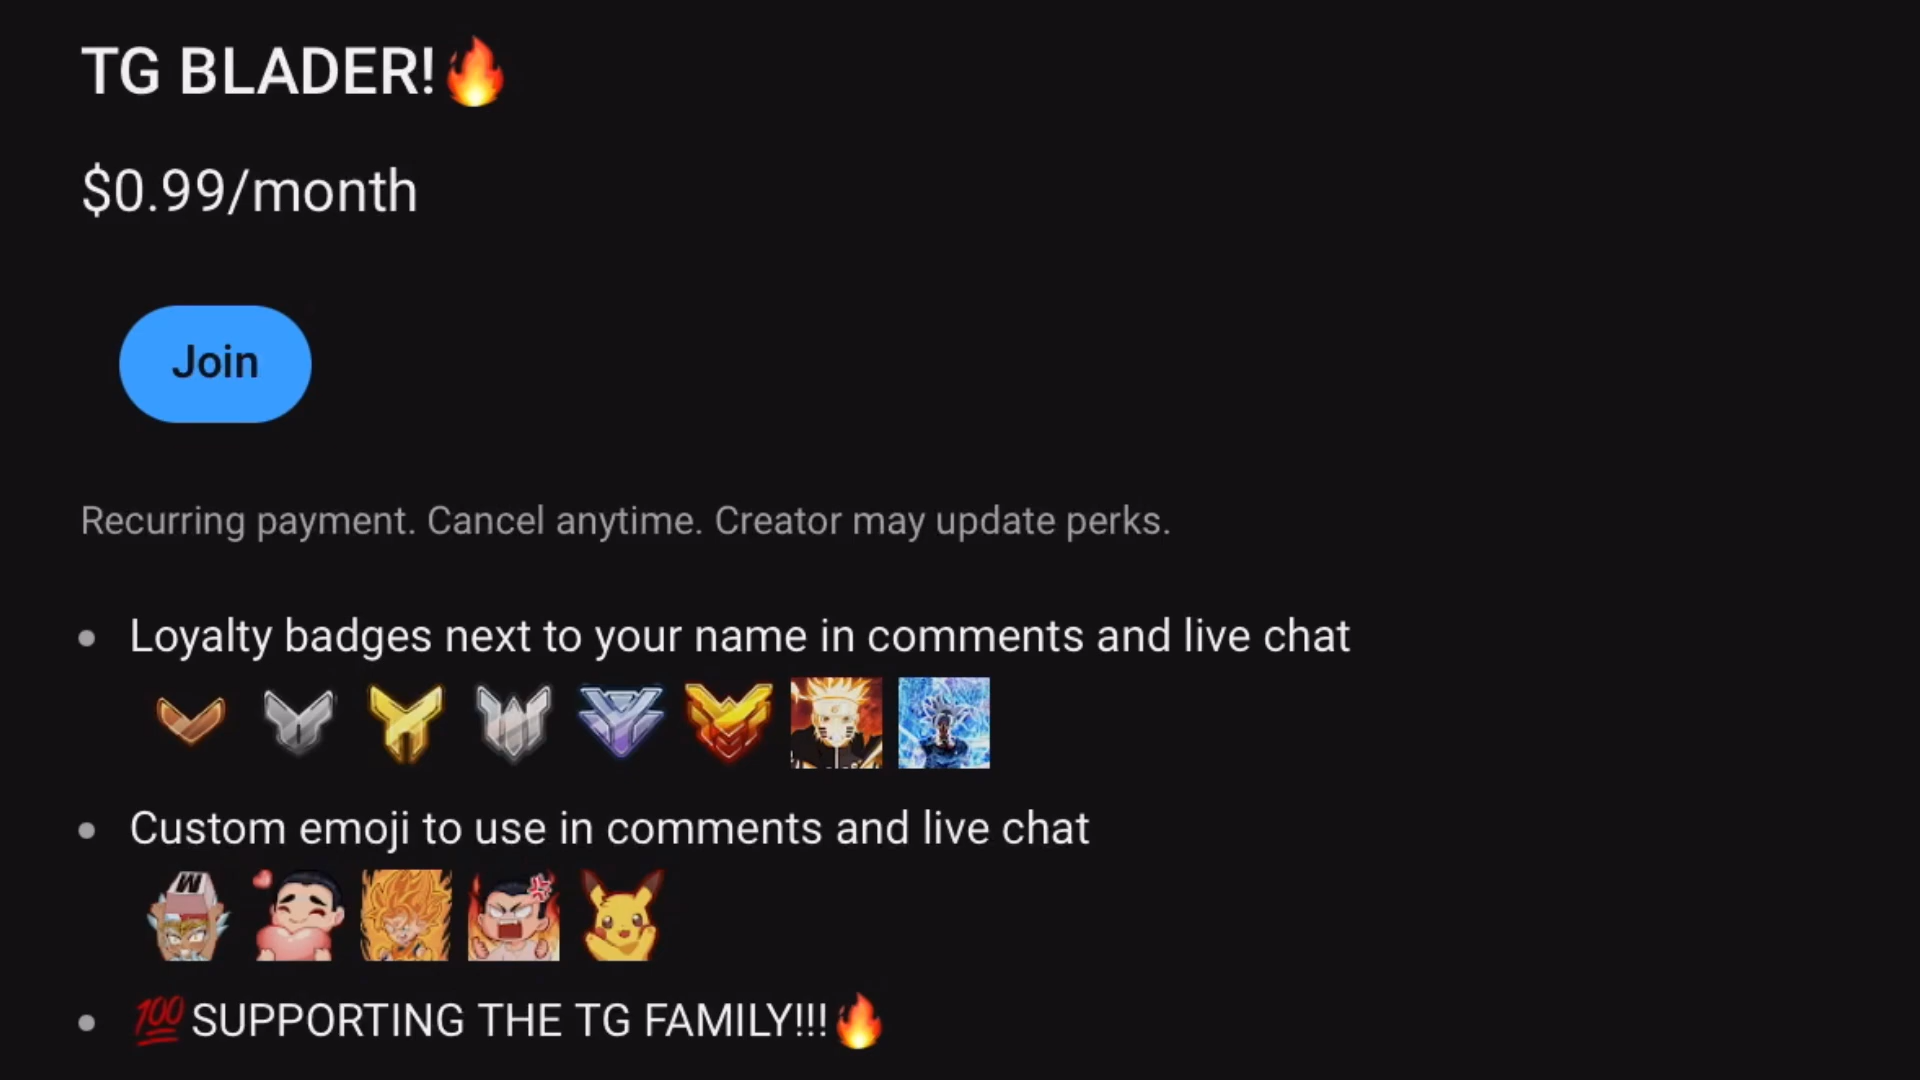 TG BLADER!🔥
$0.99/month
Join
Recurring payment. Cancel anytime. Creator may update perks.
Loyalty badges next to your name in comments and live chat
Custom emoji to use in comments and live chat
W
💯SUPPORTING THE TG FAMILY!!!🔥